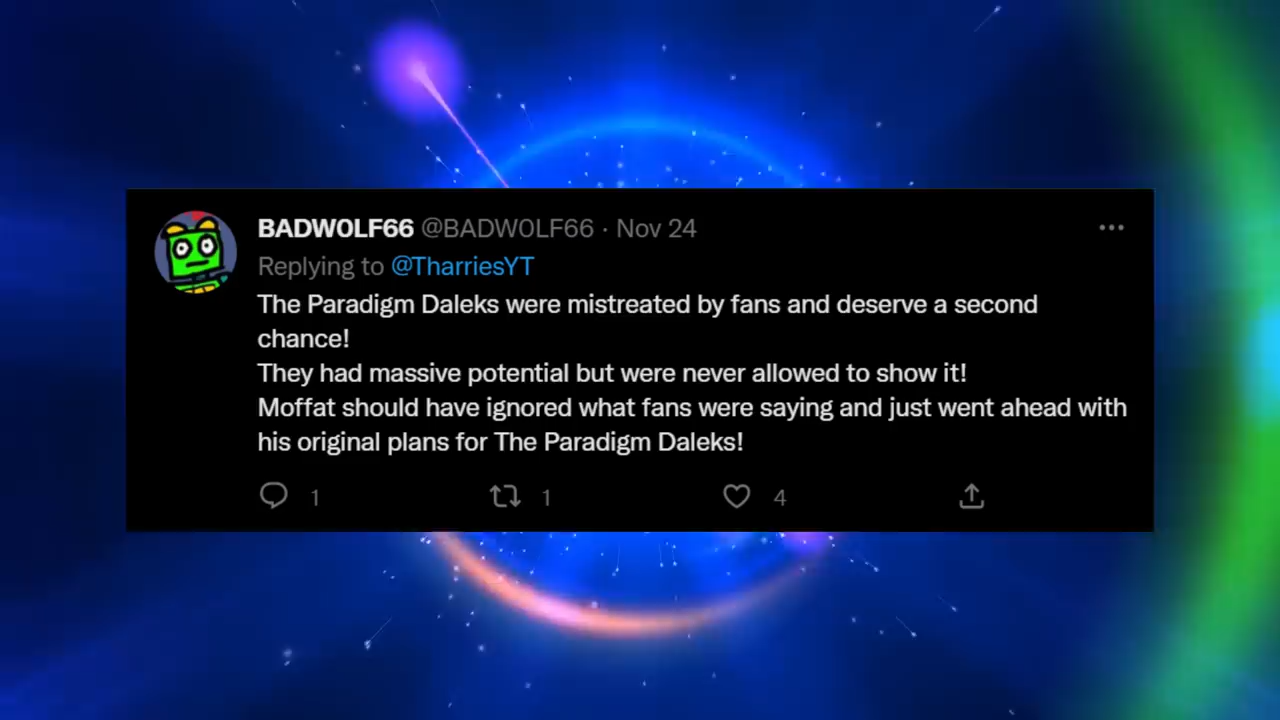 BADW0LF66 @BADW0LF66 · Nov 24
Replying to @TharriesYT
The Paradigm Daleks were mistreated by fans and deserve a second
chance!
They had massive potential but were never allowed to show it!
Moffat should have ignored what fans were saying and just went ahead with
his original plans for The Paradigm Daleks!
1 1 4